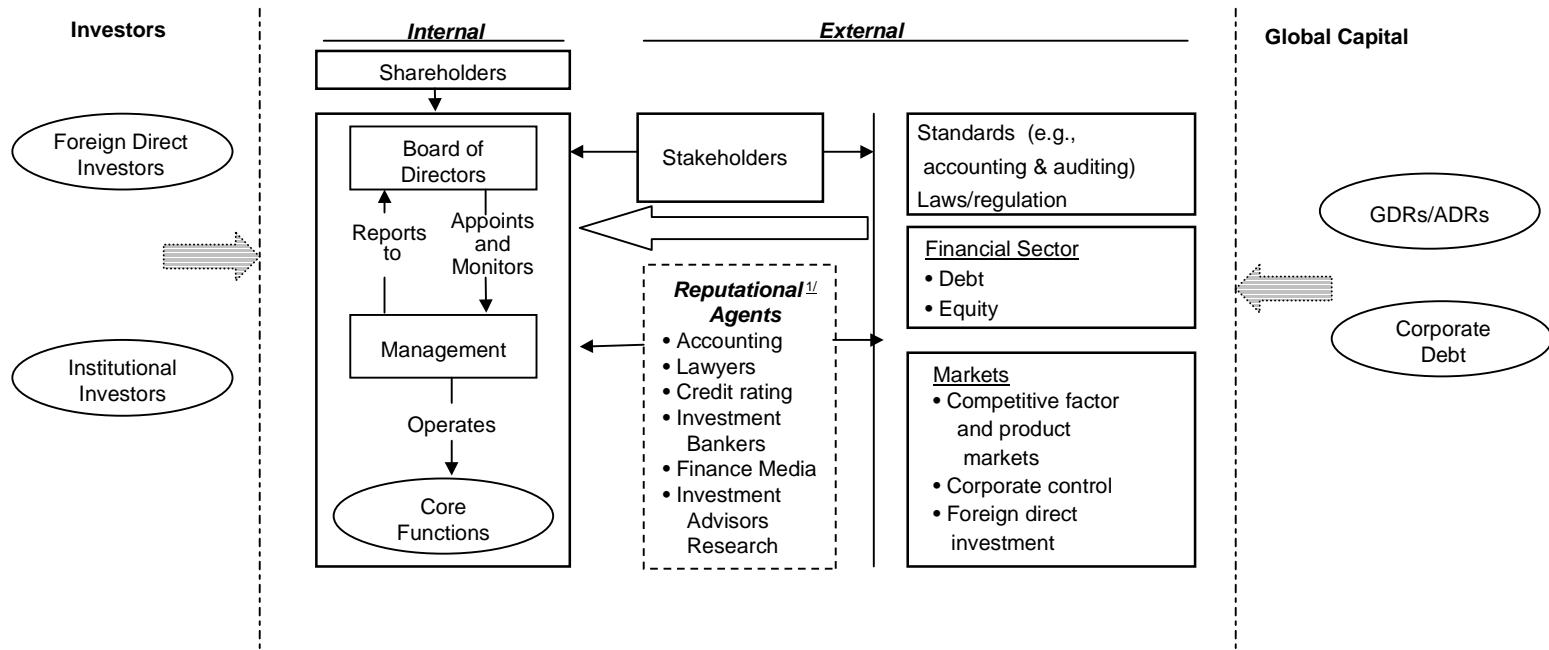 Investors
Internal
External
Global Capital
Shareholders
Foreign Direct
Investors
Institutional
Investors
Board of
Directors
Reports
to
Appoints
and
Monitors
Management
Operates
Core
Functions
Stakeholders
Reputational 1/
Agents
• Accounting
• Lawyers
• Credit rating
• Investment
Bankers
• Finance Media
• Investment
Advisors
Research
Standards (e.g.,
accounting & auditing)
Laws/regulation
Financial Sector
• Debt
• Equity
Markets
• Competitive factor
and product
markets
• Corporate control
• Foreign direct
investment
GDRs/ADRs
Corporate
Debt